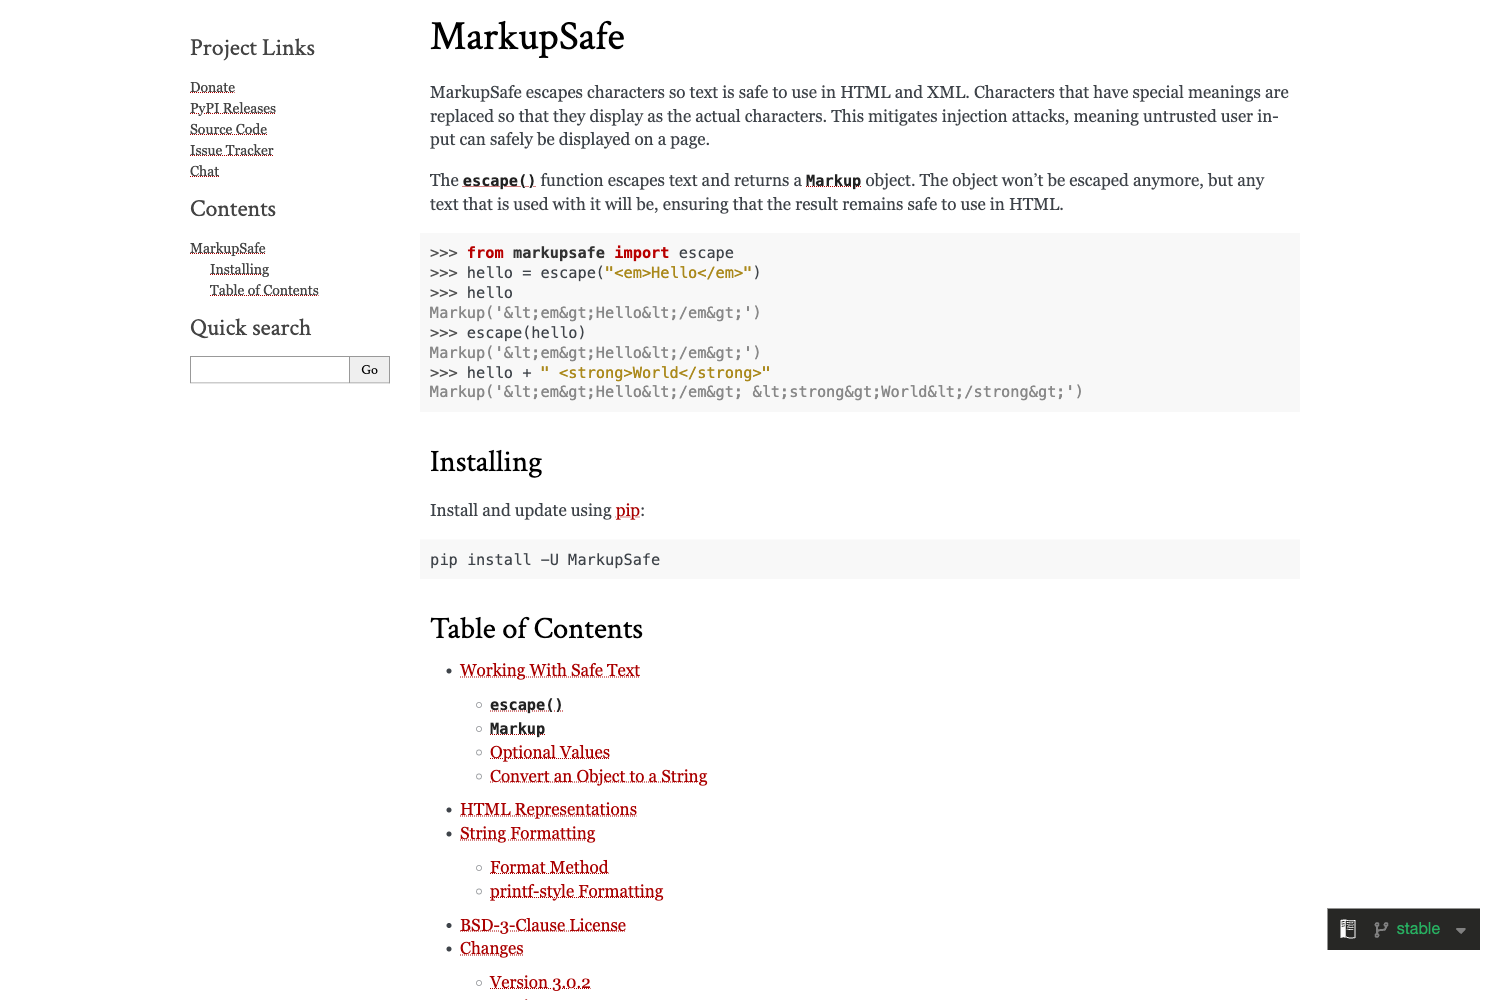 Project Links
Donate
PyPI Releases
Source Code
Issue Tracker
Chat
Contents
MarkupSafe
Installing
Table of Contents
Quick search
Go
MarkupSafe
MarkupSafe escapes characters so text is safe to use in HTML and XML. Characters that have special meanings are
replaced so that they display as the actual characters. This mitigates injection attacks, meaning untrusted user in-
put can safely be displayed on a page.
The escape() function escapes text and returns a Markup object. The object won’t be escaped anymore, but any
text that is used with it will be, ensuring that the result remains safe to use in HTML.
>>> from markupsafe import escape
>>> hello = escape("<em>Hello</em>")
>>> hello
Markup('&lt;em&gt;Hello&lt;/em&gt;')
>>> escape(hello)
Markup('&lt;em&gt;Hello&lt;/em&gt;')
>>> hello + " <strong>World</strong>"
Markup('&lt;em&gt;Hello&lt;/em&gt; &lt;strong&gt;World&lt;/strong&gt;')
Installing
Install and update using pip:
pip install -U MarkupSafe
Table of Contents
• Working With Safe Text
◦ escape()
◦ Markup
◦ Optional Values
◦ Convert an Object to a String
• HTML Representations
• String Formatting
◦ Format Method
◦ printf-style Formatting
• BSD-3-Clause License
• Changes
◦ Version 3.0.2
stable